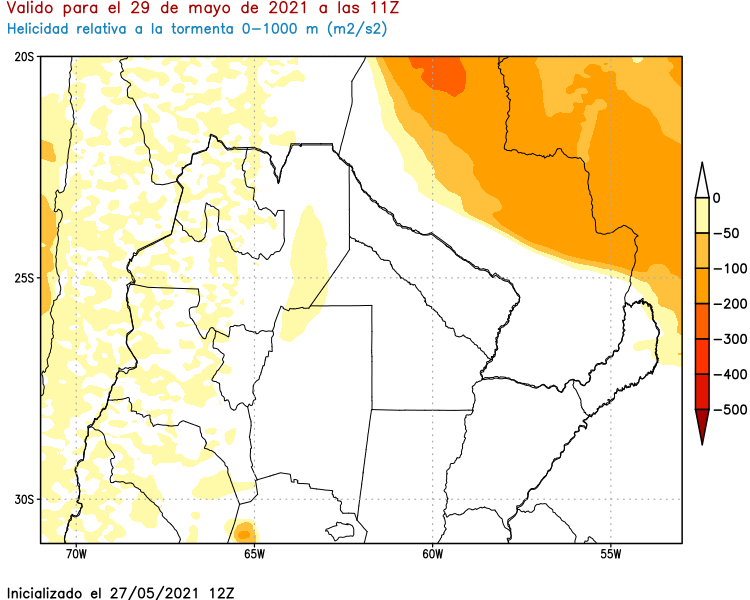 Valido para el 29 de mayo de 2021 a las 11Z
Helicidad relativa a la tormenta 0−1000 m (m2/s2)
20S
25S
30S
70W
65W
60W
55W
0
−50
−100
−200
−300
−400
−500
Inicializado el 27/05/2021 12Z